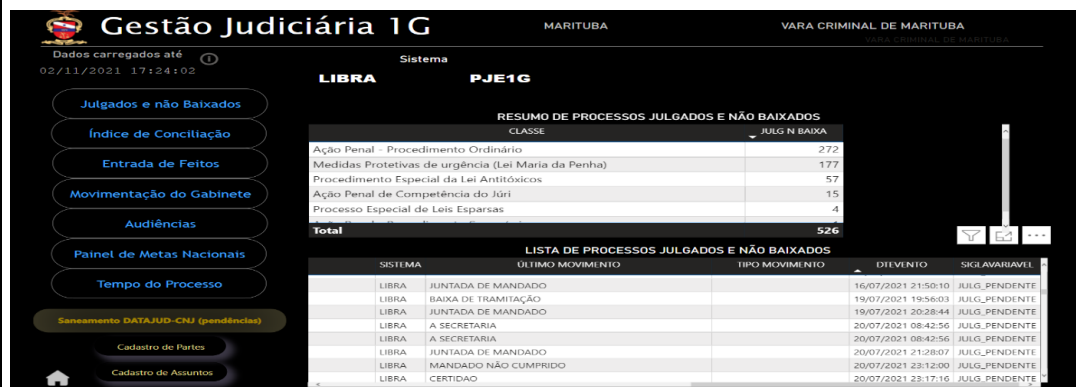 Gestão Judiciária 1G
MARITUBA
VARA CRIMINAL DE MARITUBA
VARA CRIMINAL DE MARITUBA
Dados carregados até
02/11/2021 17:24:02
Sistema
LIBRA PJE1G
Julgados e não Baixados
Índice de Conciliação
Entrada de Feitos
Movimentação do Gabinete
Audiências
Painel de Metas Nacionais
Tempo do Processo
Saneamento DATAJUD-CNJ (pendências)
Cadastro de Partes
Cadastro de Assuntos
RESUMO DE PROCESSOS JULGADOS E NÃO BAIXADOS
CLASSE JULG N BAIXA
Ação Penal - Procedimento Ordinário 272
Medidas Protetivas de urgência (Lei Maria da Penha) 177
Procedimento Especial da Lei Antitóxicos 57
Ação Penal de Competência do Júri 15
Processo Especial de Leis Esparsas 4
Total 526
LISTA DE PROCESSOS JULGADOS E NÃO BAIXADOS
SISTEMA ÚLTIMO MOVIMENTO TIPO MOVIMENTO DTEVENTO SIGLAVARIAVEL
LIBRA JUNTADA DE MANDADO 16/07/2021 21:50:10 JULG_PENDENTE
LIBRA BAIXA DE TRAMITAÇÃO 19/07/2021 19:56:03 JULG_PENDENTE
LIBRA JUNTADA DE MANDADO 19/07/2021 20:28:44 JULG_PENDENTE
LIBRA A SECRETARIA 20/07/2021 08:42:56 JULG_PENDENTE
LIBRA A SECRETARIA 20/07/2021 08:42:56 JULG_PENDENTE
LIBRA JUNTADA DE MANDADO 20/07/2021 21:28:07 JULG_PENDENTE
LIBRA MANDADO NÃO CUMPRIDO 20/07/2021 23:12:00 JULG_PENDENTE
LIBRA CERTIDAO 20/07/2021 23:17:16 JULG_PENDENTE